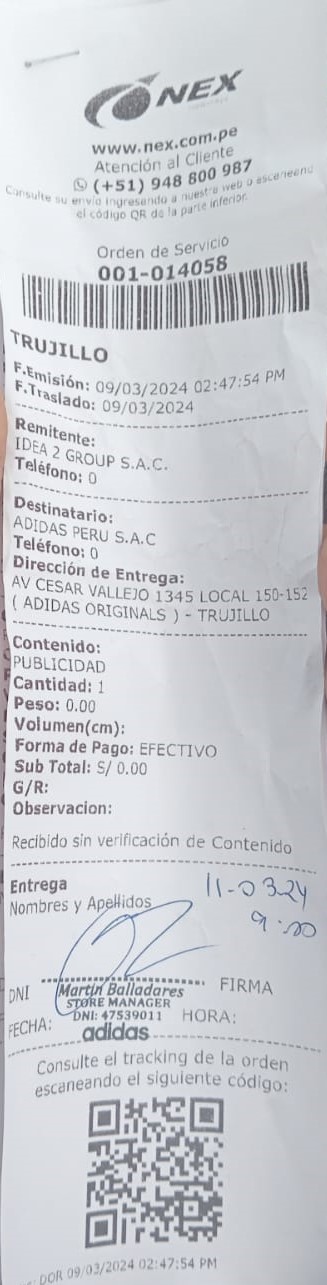 NEX
www.nex.com.pe
Atención al Cliente
(+51) 948 800 987
Consulte su envío ingresando a nuestra web o
el código QR de la parte inferior.
Orden de Servicio
001-014058
TRUJILLO
F.Emisión: 09/03/2024 02:47:54 PM
F.Traslado: 09/03/2024
Remitente:
IDEA 2 GROUP S.A.C.
Teléfono: 0
Destinatario:
ADIDAS PERU S.A.C
Teléfono: 0
Dirección de Entrega:
AV CESAR VALLEJO 1345 LOCAL 150-152
( ADIDAS ORIGINALS ) - TRUJILLO
Contenido:
PUBLICIDAD
Cantidad: 1
Peso: 0.00
Volumen(cm):
Forma de Pago: EFECTIVO
Sub Total: S/ 0.00
G/R:
Observacion:
Recibido sin verificación de Contenido
Entrega
11-03-24
Nombres y Apellidos
9:00
DNI FIRMA
Martín Balladares
STORE MANAGER
DNI: 47539011
FECHA: HORA:
adidas
Consulte el tracking de la orden
escaneando el siguiente código:
DOR 09/03/2024 02:47:54 PM